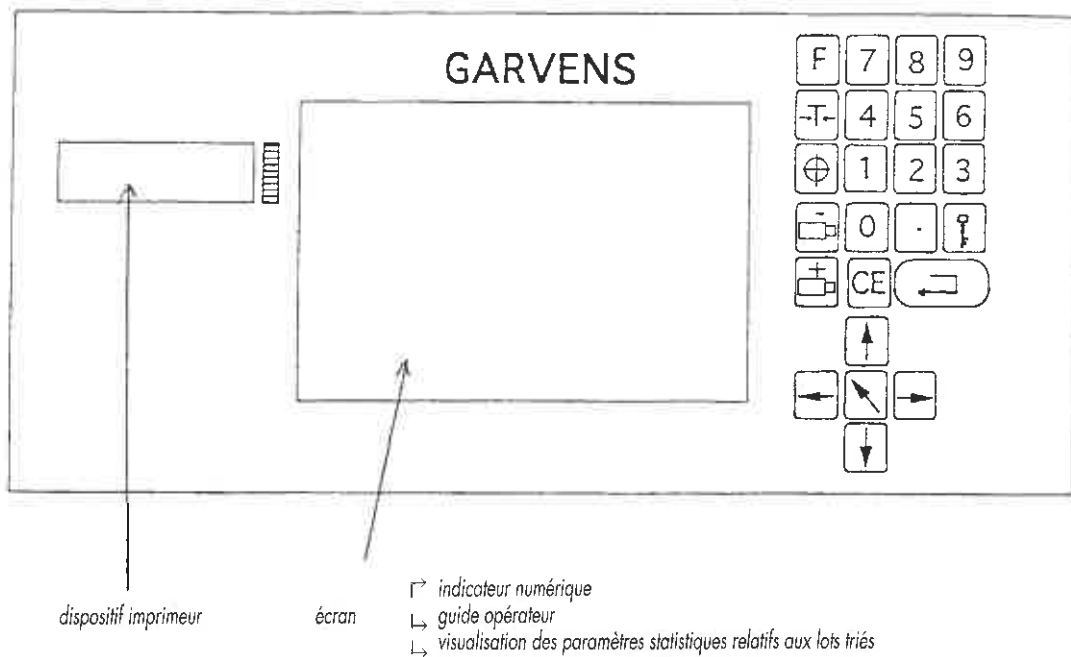 GARVENS
F 7 8 9
T 4 5 6
1 2 3
- 0 .
+ CE
dispositif imprimeur
écran
indicateur numérique
guide opérateur
visualisation des paramètres statistiques relatifs aux lots triés